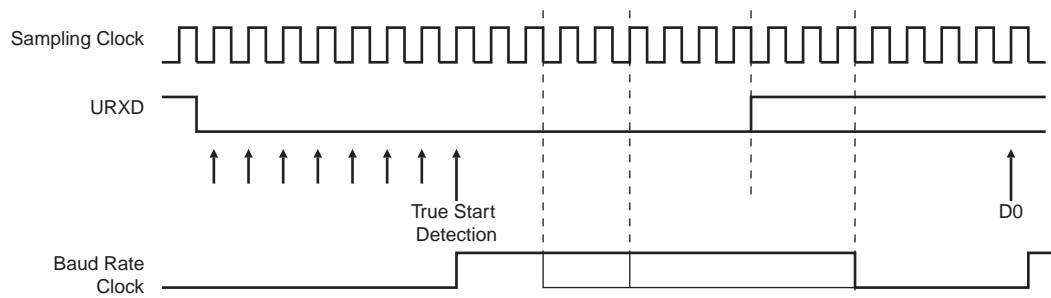 Sampling Clock
URXD
True Start
Detection
D0
Baud Rate
Clock